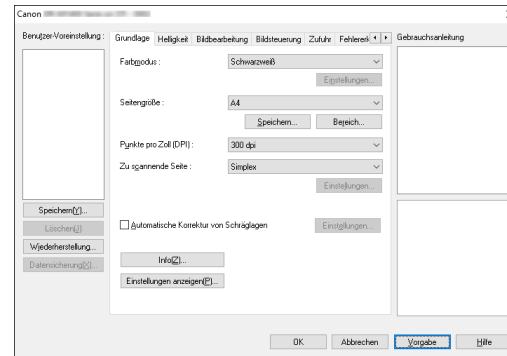 Canon
Benutzer-Voreinstellung :
Grundlage Helligkeit Bildbearbeitung Bildsteuerung Zufuhr Fehlererk
Gebrauchsanleitung
Farbmodus :
Schwarzweiß
Einstellungen...
Seitengröße :
A4
Speichern... Bereich...
Punkte pro Zoll (DPI) :
300 dpi
Zu scannende Seite :
Simplex
Einstellungen...
Speichern(Y)...
Löschen(J)
Wiederherstellung...
Datensicherung(X)...
Automatische Korrektur von Schräglagen
Einstellungen...
Info(Z)...
Einstellungen anzeigen(P)...
OK Abbrechen Vorgabe Hilfe